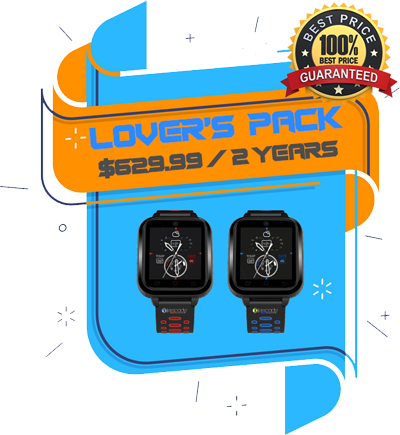 BEST PRICE
100%
BEST PRICE
GUARANTEED
LOVER'S PACK
$629.99 / 2 YEARS